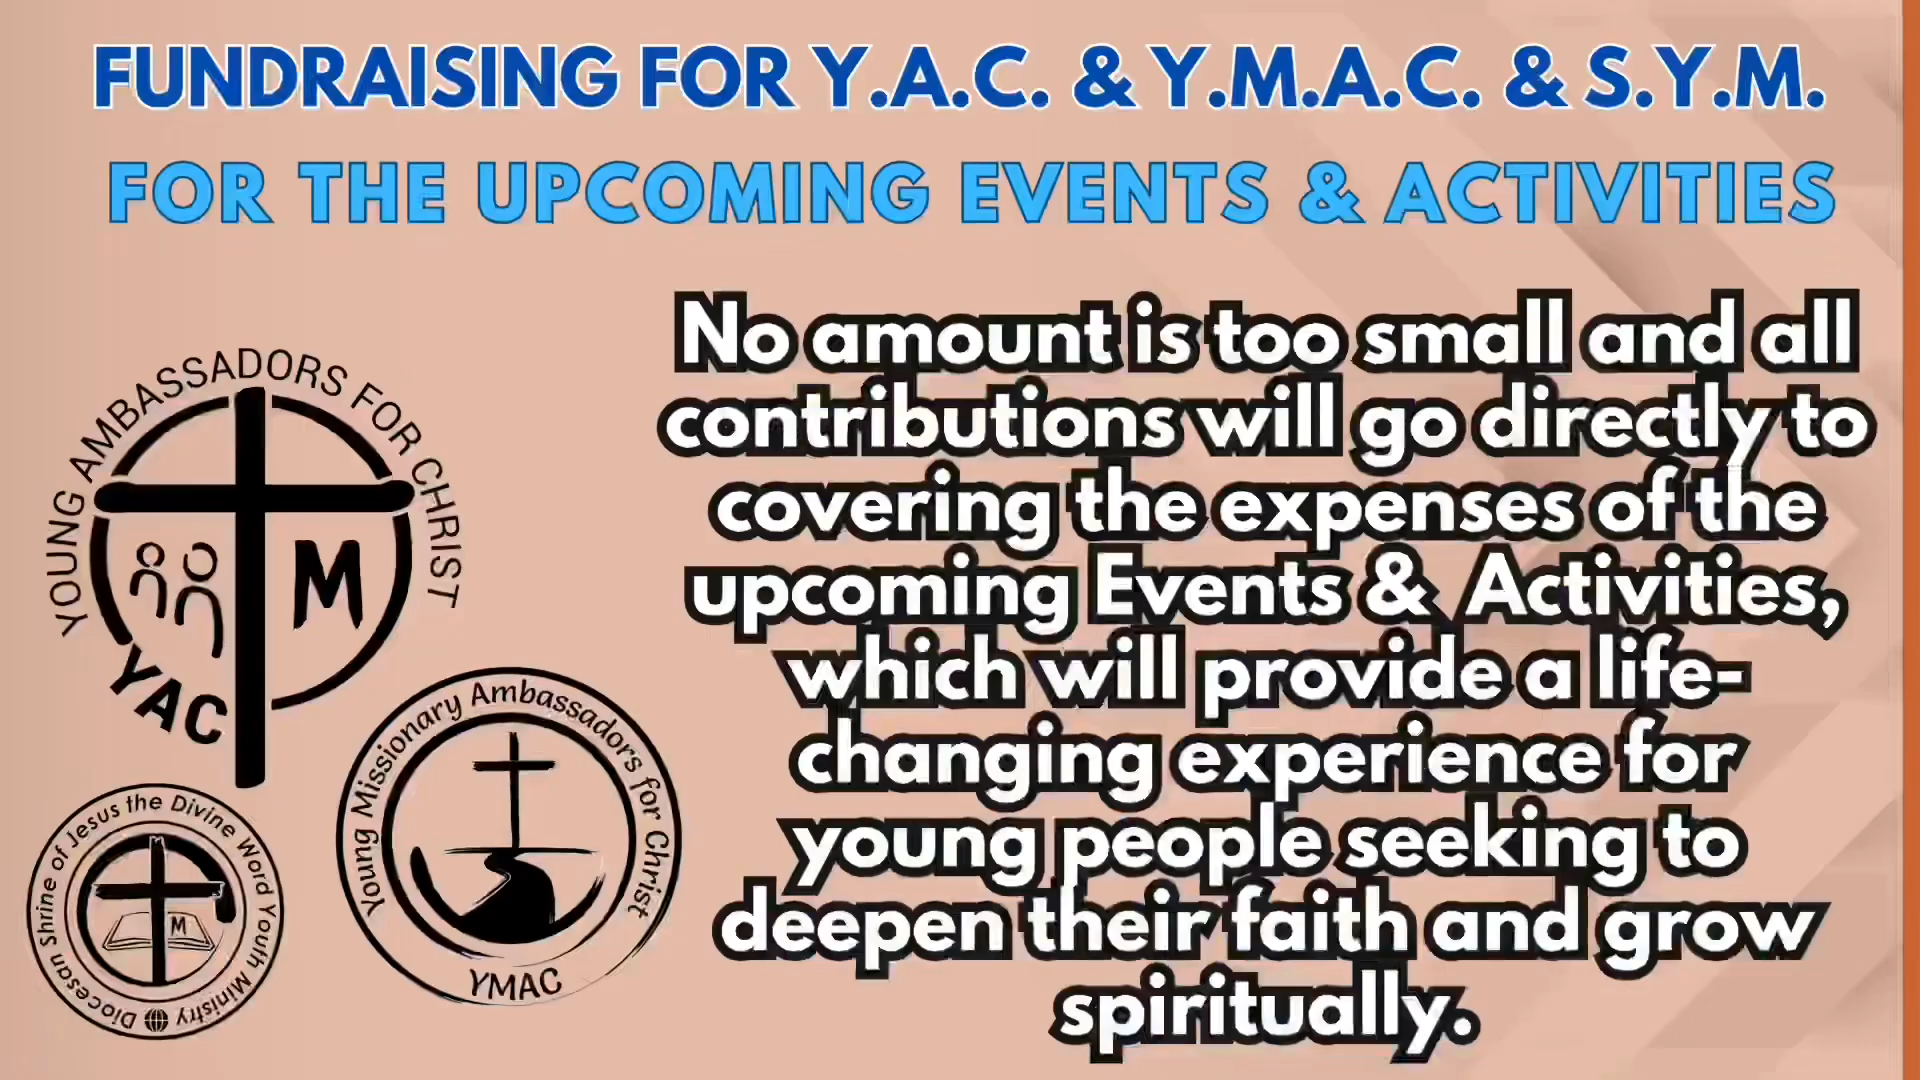 FUNDRAISING FOR Y.A.C. & Y.M.A.C. & S.Y.M.
FOR THE UPCOMING EVENTS & ACTIVITIES
No amount is too small and all
contributions will go directly to
covering the expenses of the
upcoming Events & Activities,
which will provide a life-
changing experience for
young people seeking to
deepen their faith and grow
spiritually.
YOUNG AMBASSADORS FOR CHRIST
M
YAC
Young Missionary Ambassadors for Christ
YMAC
Diocesan Shrine of Jesus the Divine Word Youth Ministry
M